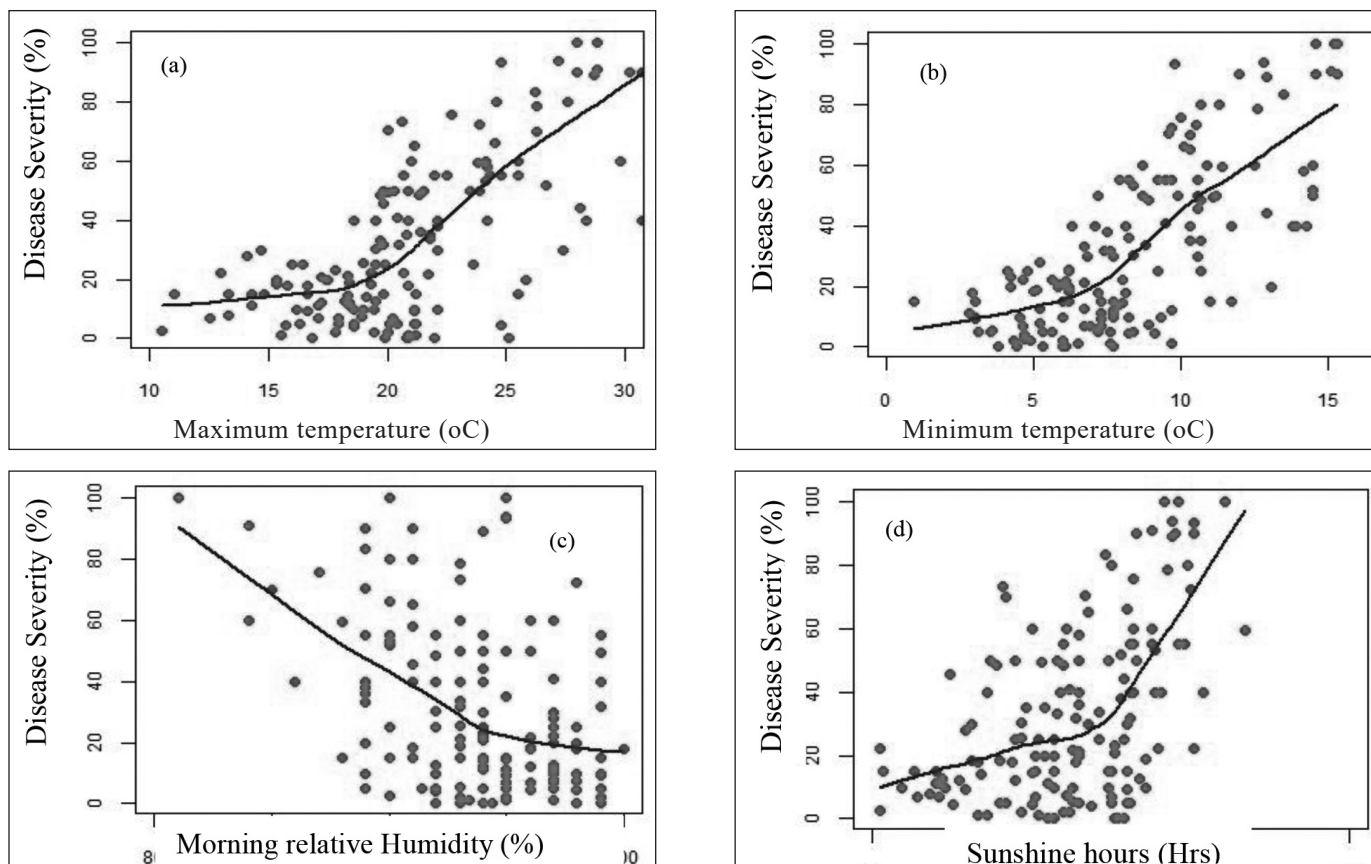 Disease Severity (%)
0 20 40 60 80 100
(a)
10 15 20 25 30
Maximum temperature (oC)
Disease Severity (%)
0 20 40 60 80 100
(b)
0 5 10 15
Minimum temperature (oC)
Disease Severity (%)
0 20 40 60 80 100
(c)
Morning relative Humidity (%)
Disease Severity (%)
0 20 40 60 80 100
(d)
Sunshine hours (Hrs)